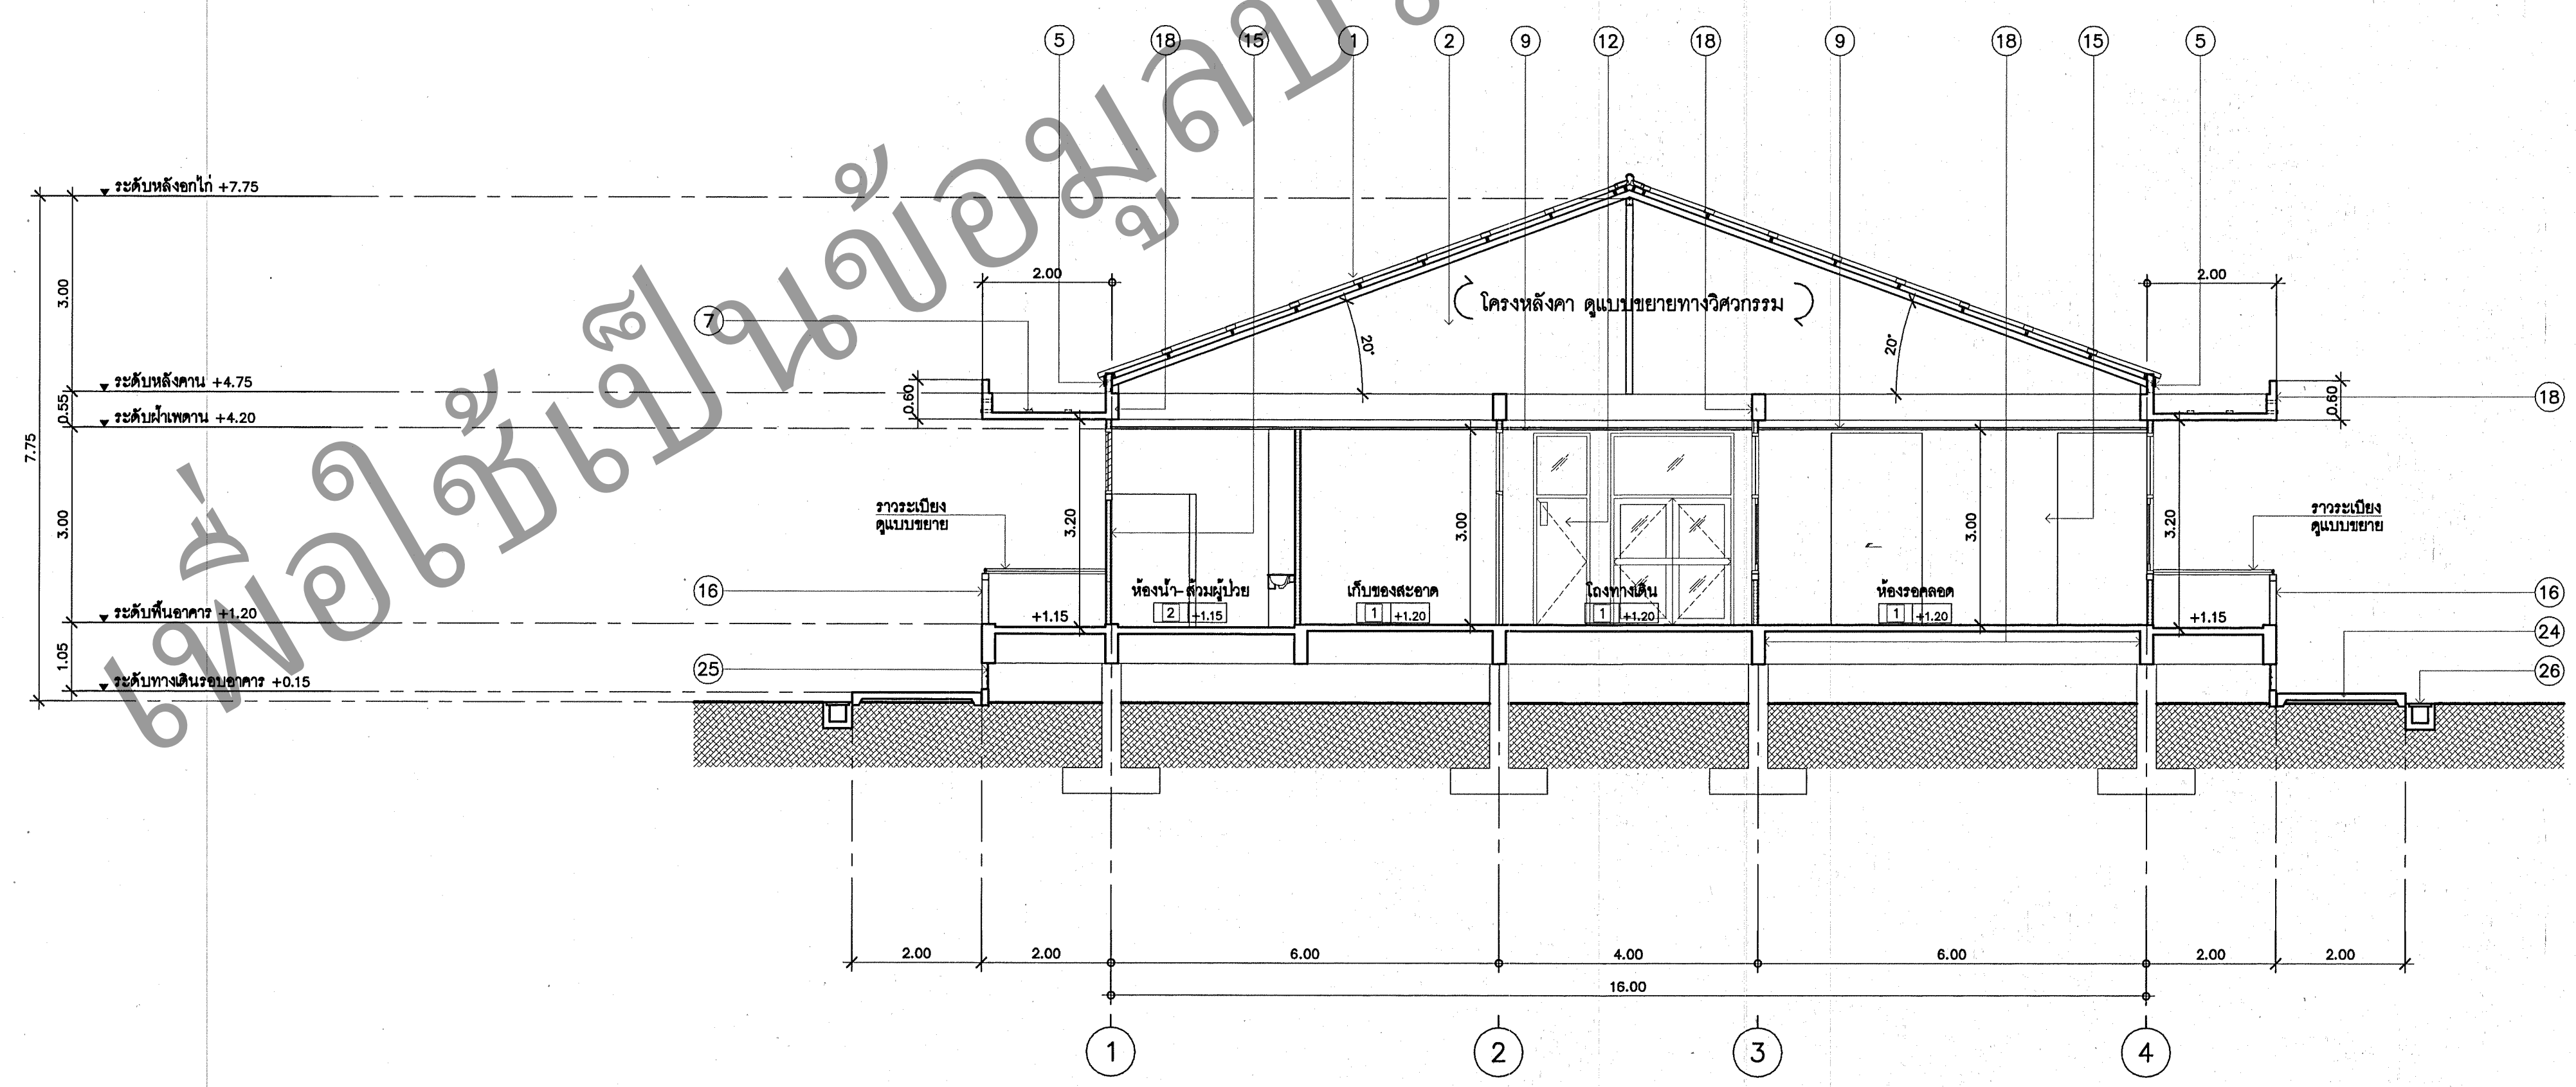 5 18 15 1 2 9 12 18 9 18 15 5
เพื่อใช้เป็นข้อมูล
ระดับหลังอกไก่ +7.75
2.00 2.00
3.00
โครงหลังคา ดูแบบขยายทางวิศวกรรม
7
20° 20°
ระดับหลังคาน +4.75
0.60 0.60
18
0.55
ระดับฝ้าเพดาน +4.20
7.75
ราวระเบียง
ดูแบบขยาย
ราวระเบียง
ดูแบบขยาย
3.00
3.20 3.00 3.00 3.20
16 16
ห้องน้ำ-ส้วมผู้ป่วย
2 +1.15
เก็บของสะอาด
1 +1.20
โถงทางเดิน
1 +1.20
ห้องรอคลอด
1 +1.20
ระดับพื้นอาคาร +1.20
+1.15 +1.15
24
1.05
25 26
ระดับทางเดินรอบอาคาร +0.15
2.00 2.00 6.00 4.00 6.00 2.00 2.00
16.00
1 2 3 4